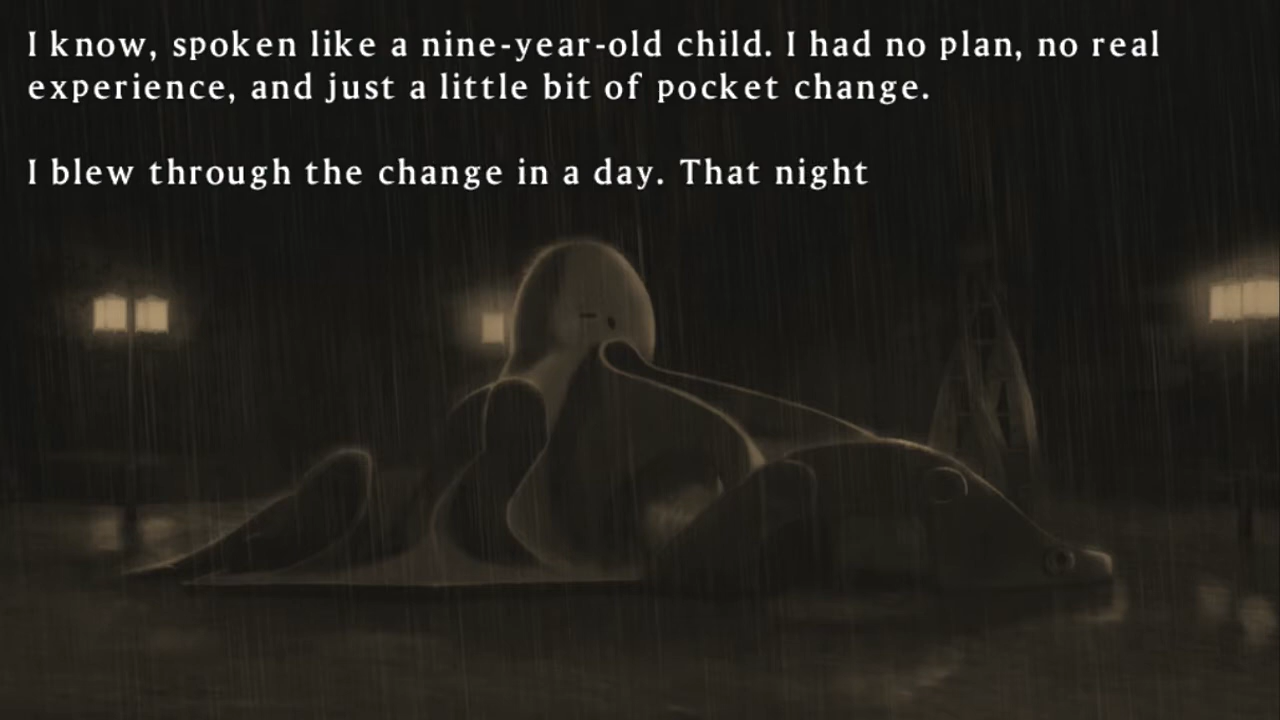 I know, spoken like a nine-year-old child. I had no plan, no real
experience, and just a little bit of pocket change.
I blew through the change in a day. That night